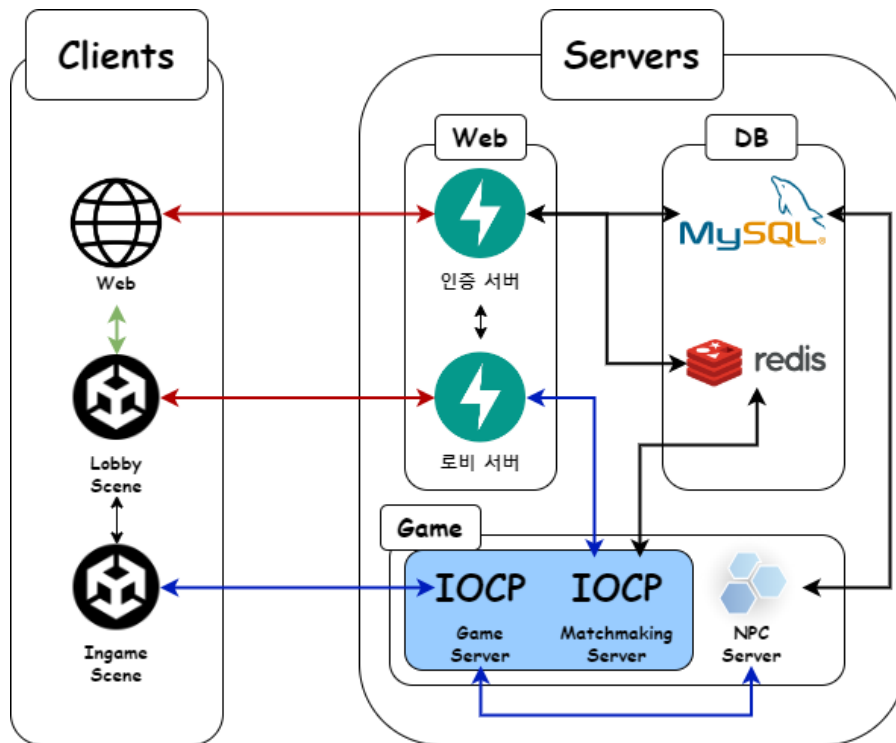 Clients
Servers
Web
DB
MySQL®
Web
인증 서버
redis
Lobby
Scene
로비 서버
Game
IOCP
IOCP
Game
Server
Matchmaking
Server
NPC
Server
Ingame
Scene